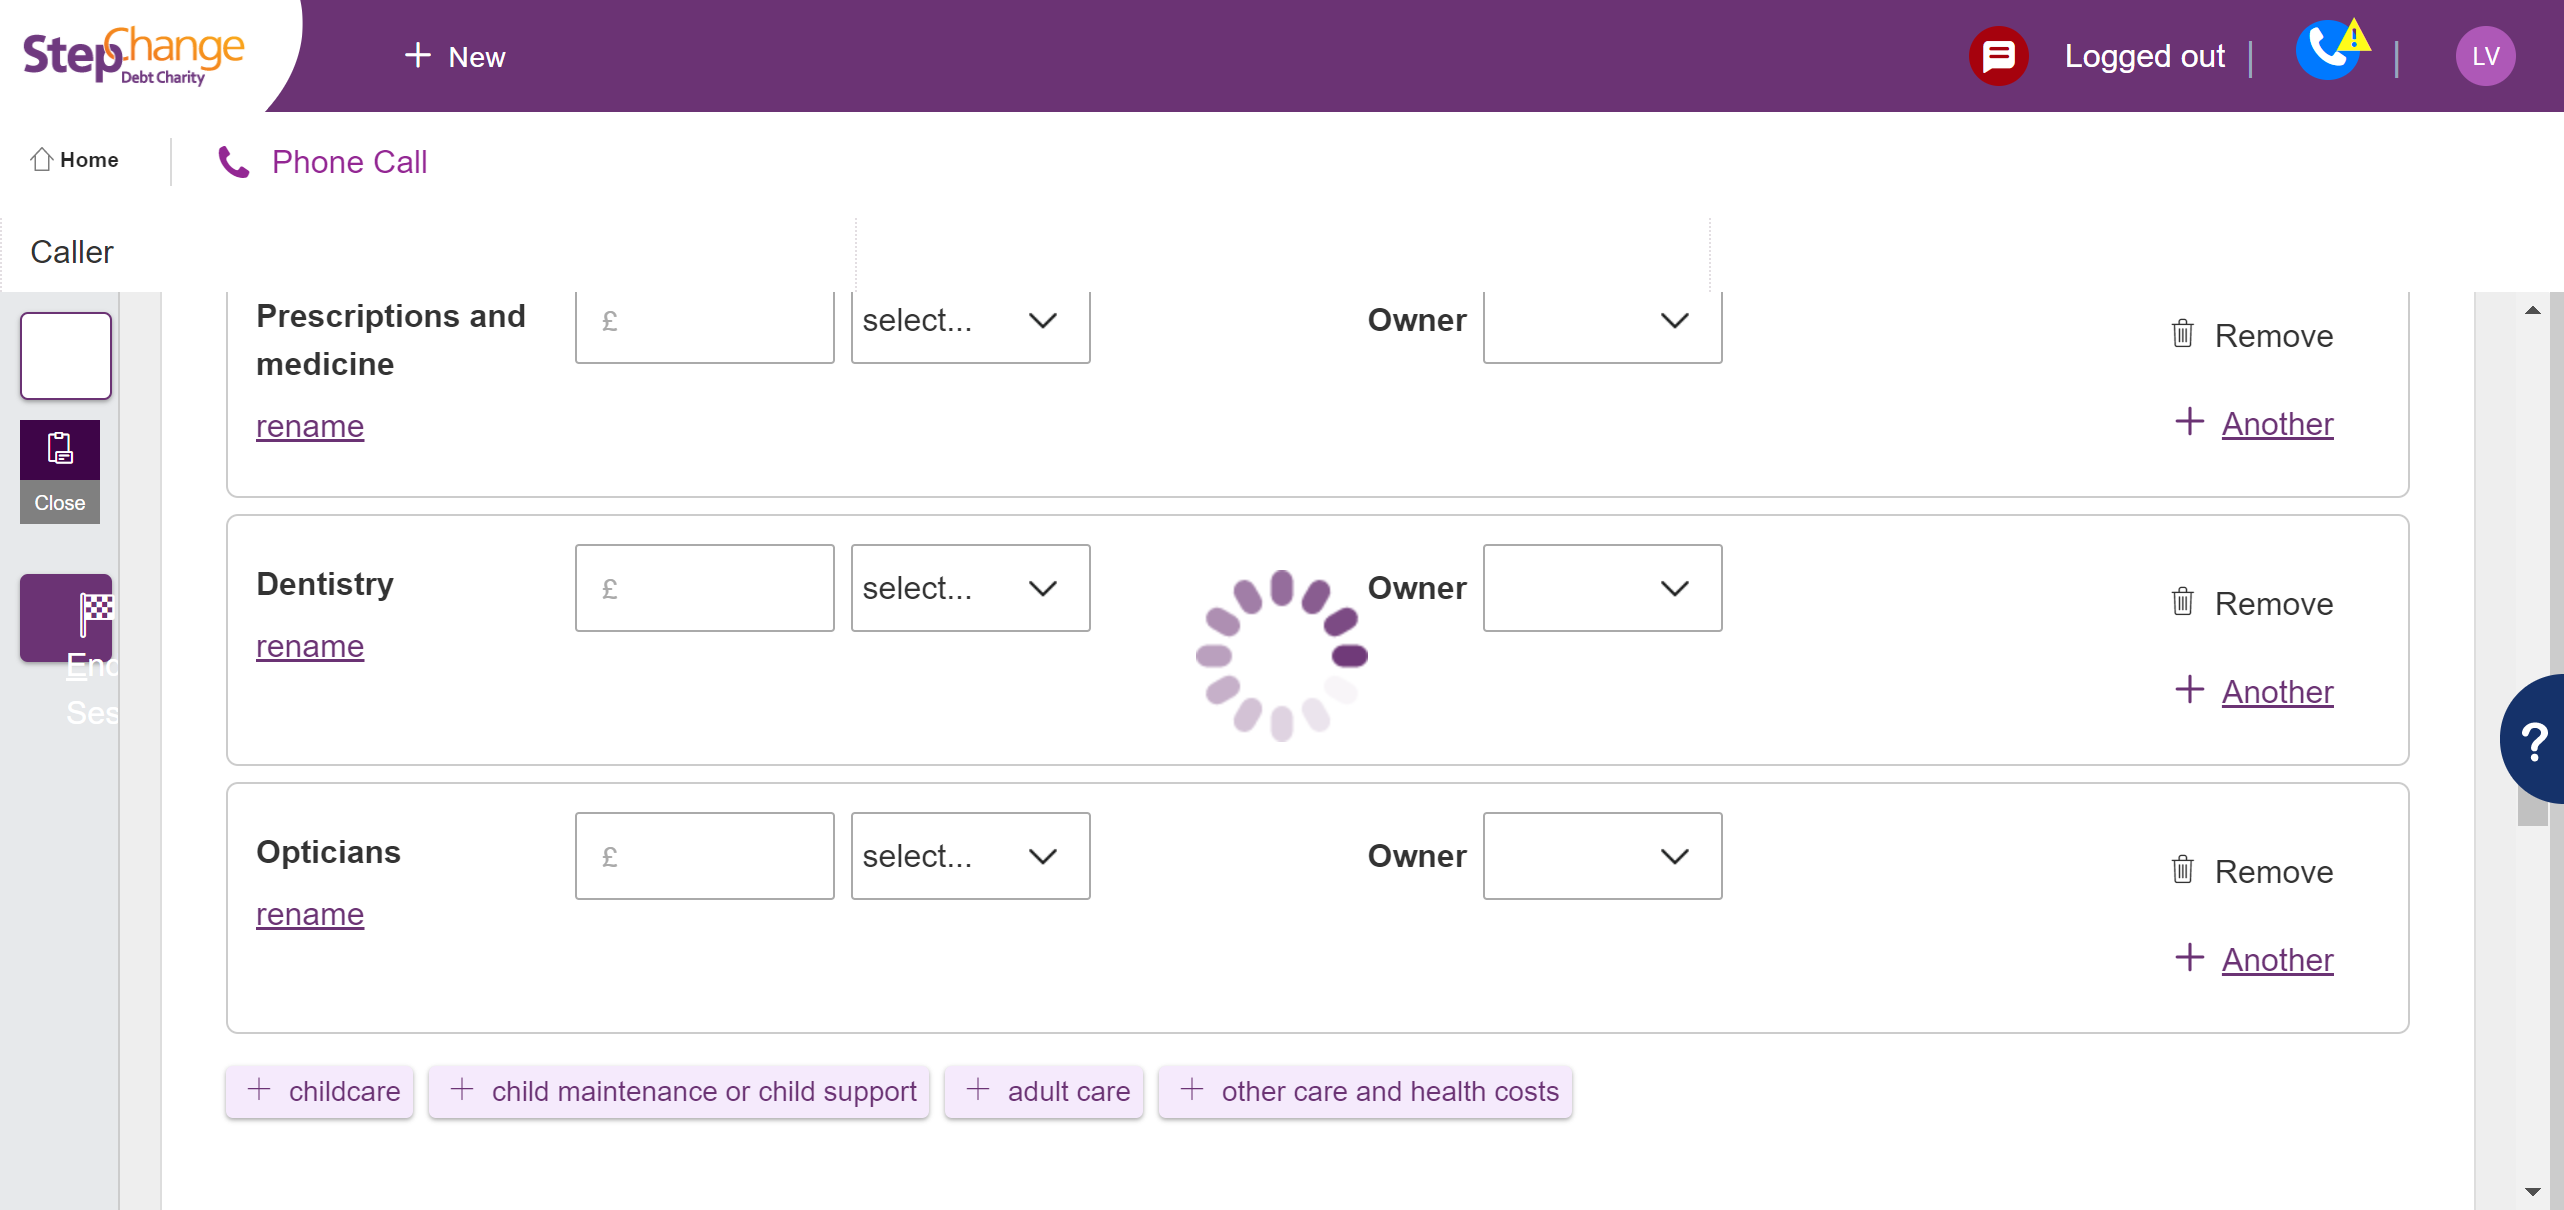 StepChange
Debt Charity
New
Logged out
LV
Home
Phone Call
Caller
Prescriptions and
medicine
£
select...
Owner
Remove
rename
Another
Close
Dentistry
£
select...
Owner
Remove
rename
Another
End
Ses
?
Opticians
£
select...
Owner
Remove
rename
Another
childcare
child maintenance or child support
adult care
other care and health costs